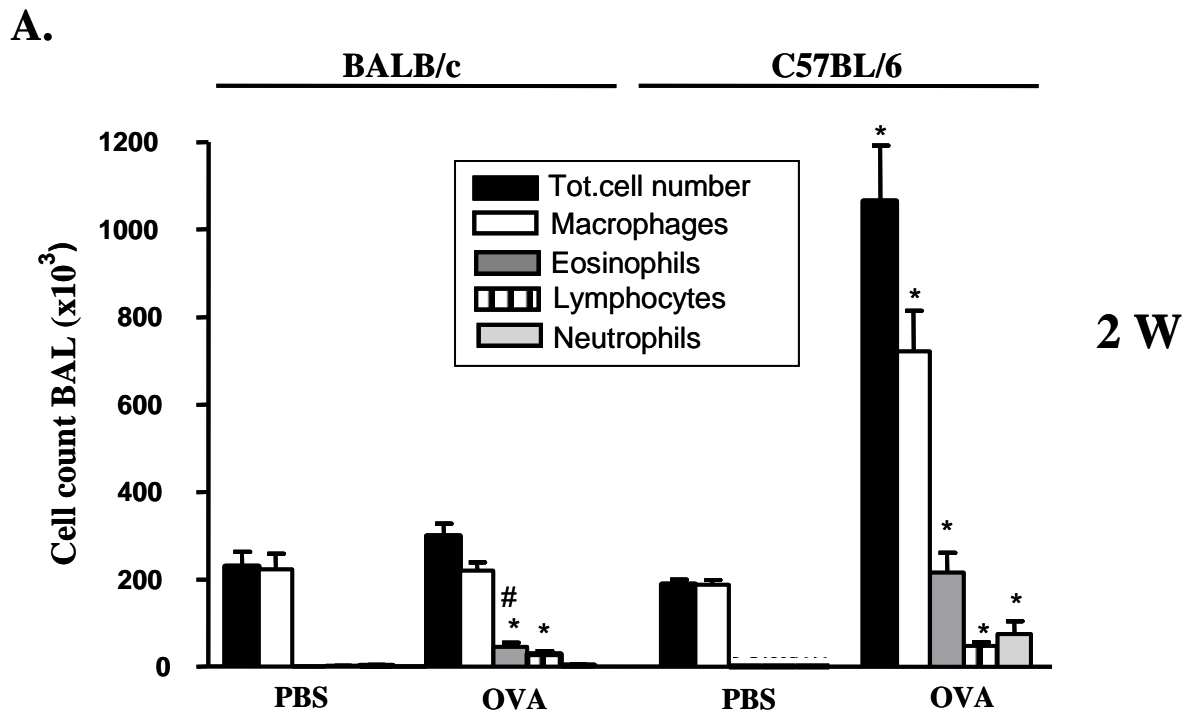 A.
BALB/c
C57BL/6
Cell count BAL (x10³)
1200
1000
800
600
400
200
0
Tot.cell number
Macrophages
Eosinophils
Lymphocytes
Neutrophils
2 W
#
* *
*
*
*
*
*
PBS
OVA
PBS
OVA